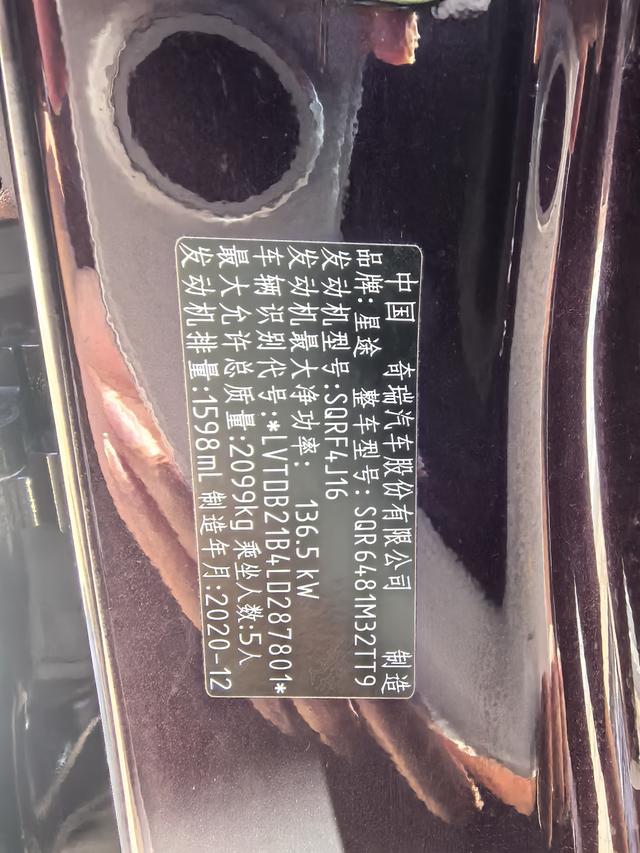 中国 奇瑞汽车股份有限公司 制造
品牌:星途 整车型号:SQR6481M32TT9
发动机型号:SQRF4J16
发动机最大净功率: 136.5 kW
车辆识别代号:*LVTDB21B4LD287801*
最大允许总质量:2099kg 乘坐人数:5人
发动机排量:1598mL 制造年月:2020-12